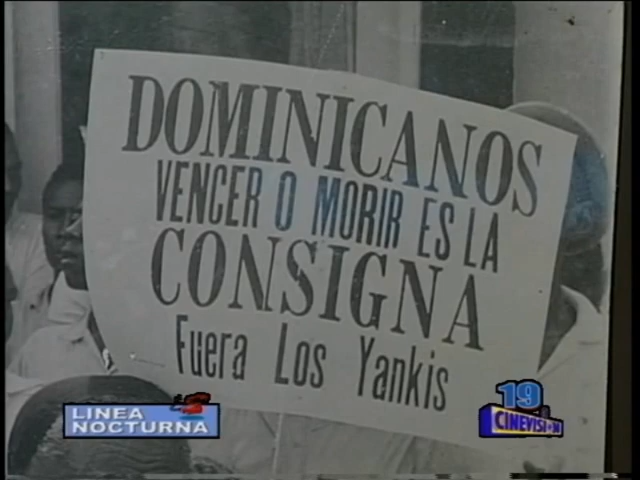 DOMINICANOS
VENCER O MORIR ES LA
CONSIGNA
Fuera Los Yankis
LINEA
NOCTURNA
19
CINEVISION